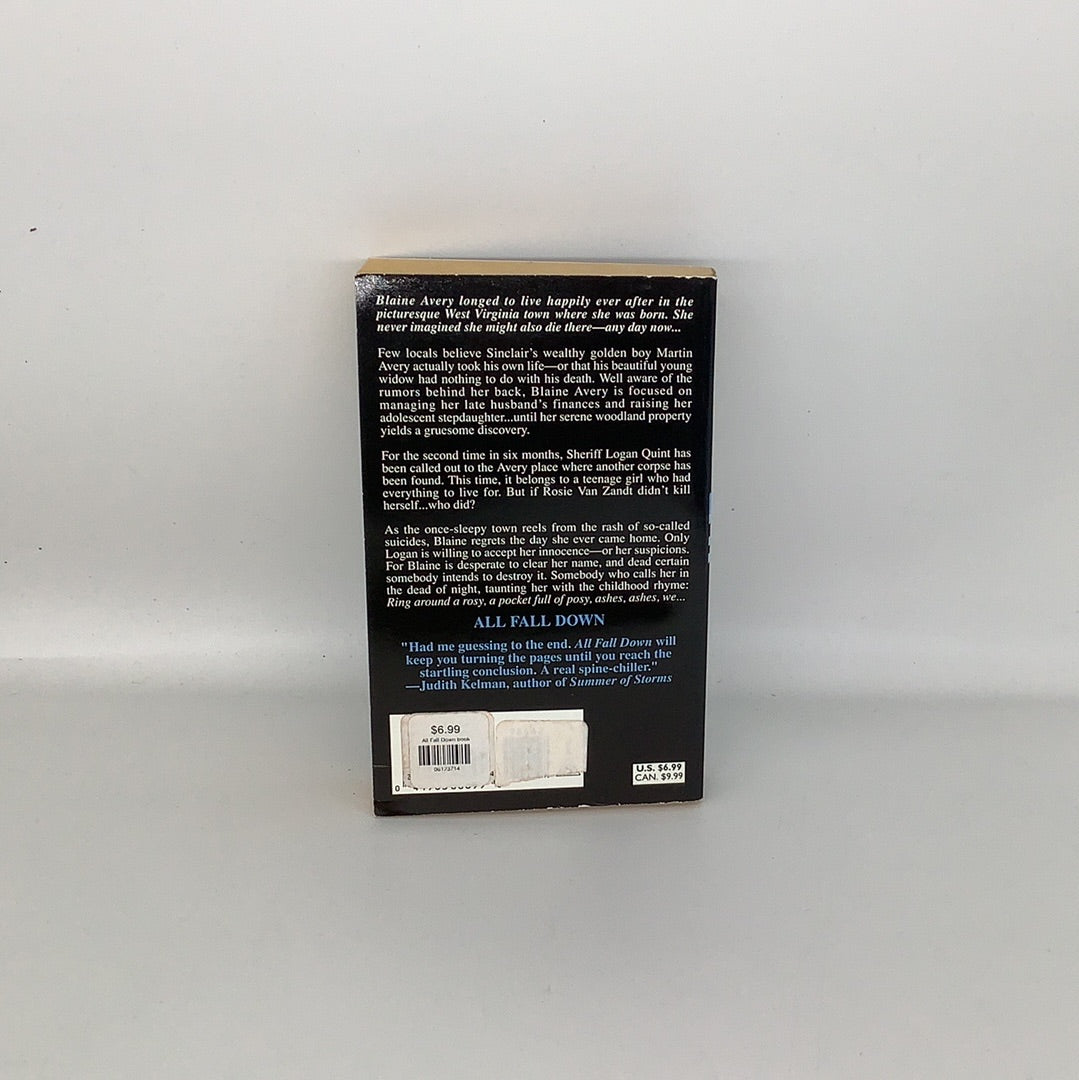 Blaine Avery longed to live happily ever after in the
picturesque West Virginia town where she was born. She
never imagined she might also die there—any day now...
Few locals believe Sinclair's wealthy golden boy Martin
Avery actually took his own life—or that his beautiful young
widow had nothing to do with his death. Well aware of the
rumors behind her back, Blaine Avery is focused on
managing her late husband's finances and raising her
adolescent stepdaughter...until her serene woodland property
yields a gruesome discovery.
For the second time in six months, Sheriff Logan Quint has
been called out to the Avery place where another corpse has
been found. This time, it belongs to a teenage girl who had
everything to live for. But if Rosie Van Zandt didn't kill
herself...who did?
As the once-sleepy town reels from the rash of so-called
suicides, Blaine regrets the day she ever came home. Only
Logan is willing to accept her innocence—or her suspicions.
For Blaine is desperate to clear her name, and dead certain
somebody intends to destroy it. Somebody who calls her in
the dead of night, taunting her with the childhood rhyme:
Ring around a rosy, a pocket full of posy, ashes, ashes, we...
ALL FALL DOWN
"Had me guessing to the end. All Fall Down will
keep you turning the pages until you reach the
startling conclusion. A real spine-chiller."
—Judith Kelman, author of Summer of Storms
$6.99
All Fall Down book
06173714
U.S. $6.99
CAN. $9.99